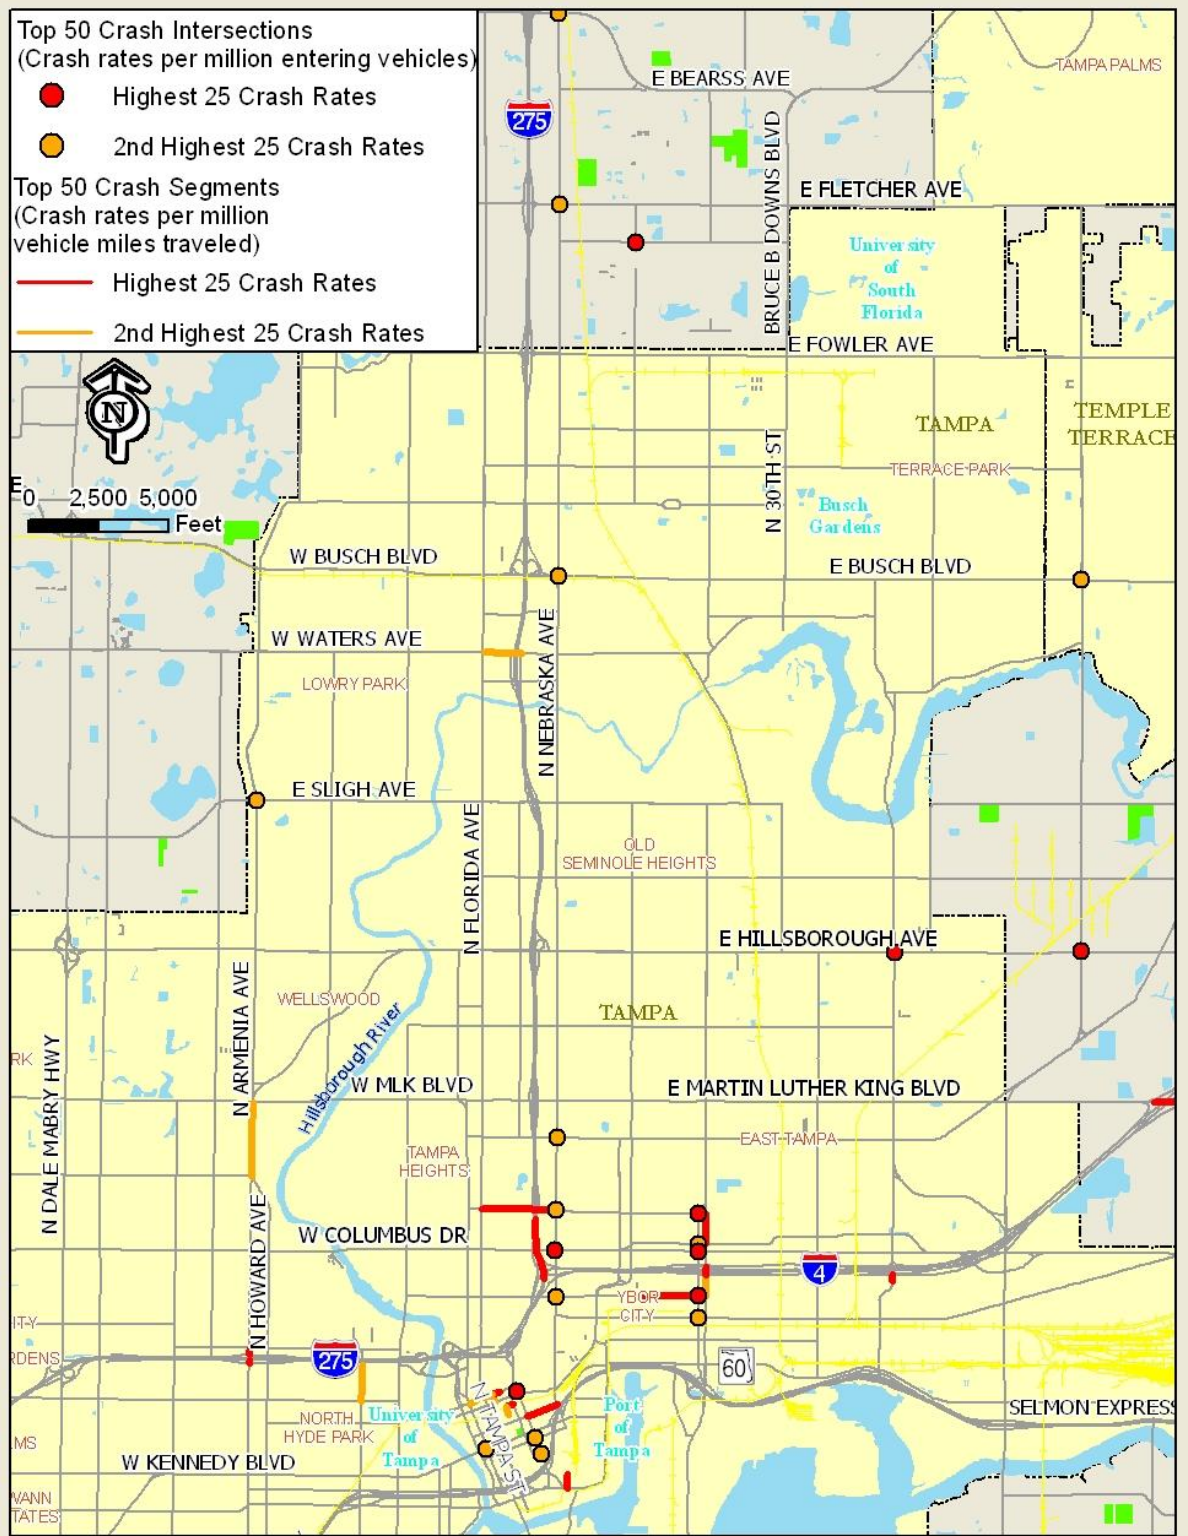 Top 50 Crash Intersections
(Crash rates per million entering vehicles)
Highest 25 Crash Rates
2nd Highest 25 Crash Rates
Top 50 Crash Segments
(Crash rates per million
vehicle miles traveled)
Highest 25 Crash Rates
2nd Highest 25 Crash Rates
E BEARSS AVE
TAMPA PALMS
275
BRUCE B DOWNS BLVD
E FLETCHER AVE
University
of
South
Florida
E FOWLER AVE
N
TAMPA
TEMPLE
TERRACE
N 30TH ST
TERRACE PARK
E
0 2,500 5,000
Feet
Busch
Gardens
W BUSCH BLVD
E BUSCH BLVD
W WATERS AVE
N NEBRASKA AVE
LOWRY PARK
E SLIGH AVE
N FLORIDA AVE
OLD
SEMINOLE HEIGHTS
E HILLSBOROUGH AVE
N ARMENIA AVE
WELLSWOOD
TAMPA
Hillsborough River
N DALE MABRY HWY
RK
W MLK BLVD
E MARTIN LUTHER KING BLVD
EAST TAMPA
TAMPA
HEIGHTS
N HOWARD AVE
W COLUMBUS DR
4
YBOR
CITY
ITY
RDENS
275
60
N TAMPA ST
NORTH
HYDE PARK
University
of
Tampa
Port
of
Tampa
SELMON EXPRESS
MS
W KENNEDY BLVD
VANN
TATES